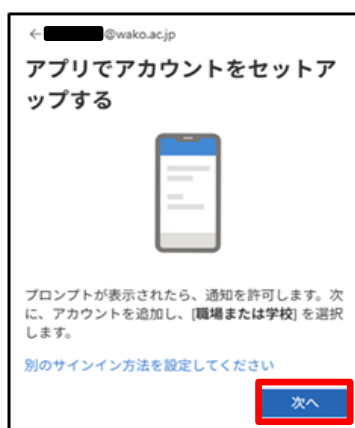 ← @wako.ac.jp
アプリでアカウントをセットア
ップする
プロンプトが表示されたら、通知を許可します。次
に、アカウントを追加し、[職場または学校] を選択
します。
別のサインイン方法を設定してください
次へ